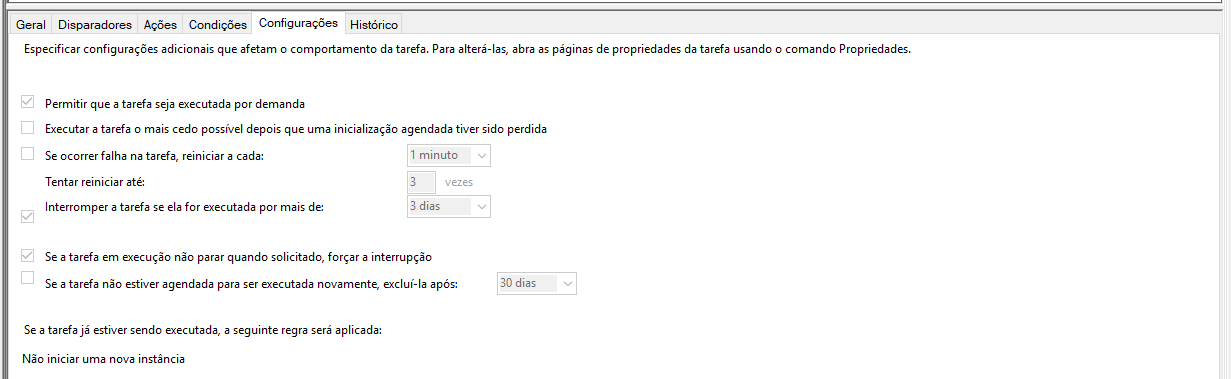 Geral Disparadores Ações Condições Configurações Histórico
Especificar configurações adicionais que afetam o comportamento da tarefa. Para alterá-las, abra as páginas de propriedades da tarefa usando o comando Propriedades.
Permitir que a tarefa seja executada por demanda
Executar a tarefa o mais cedo possível depois que uma inicialização agendada tiver sido perdida
Se ocorrer falha na tarefa, reiniciar a cada: 1 minuto
Tentar reiniciar até: 3 vezes
Interromper a tarefa se ela for executada por mais de: 3 dias
Se a tarefa em execução não parar quando solicitado, forçar a interrupção
Se a tarefa não estiver agendada para ser executada novamente, excluí-la após: 30 dias
Se a tarefa já estiver sendo executada, a seguinte regra será aplicada:
Não iniciar uma nova instância